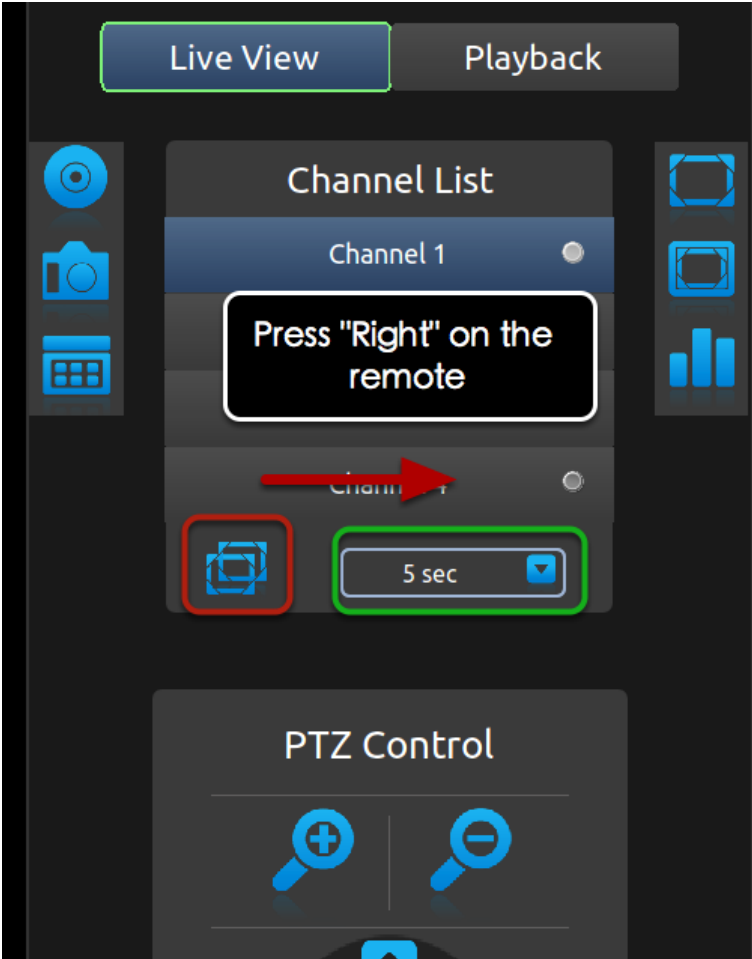 Live View
Playback
Channel List
Channel 1
Press "Right" on the
remote
5 sec
PTZ Control